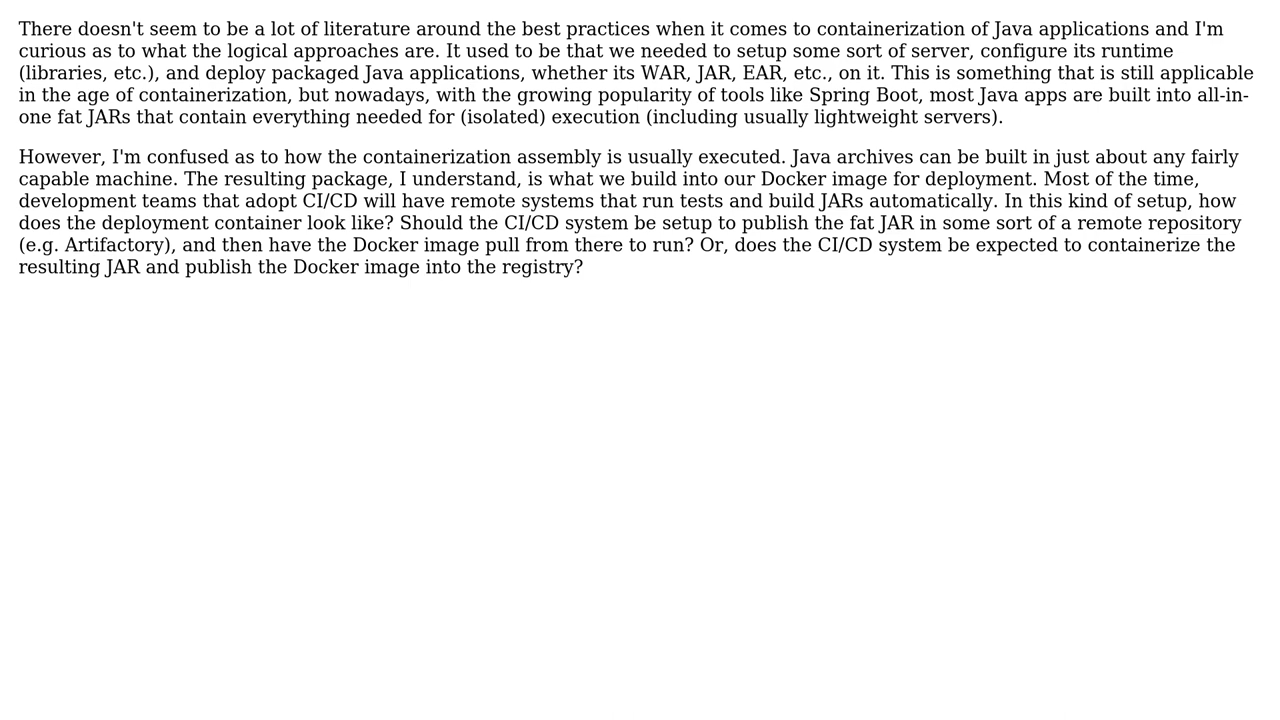 There doesn't seem to be a lot of literature around the best practices when it comes to containerization of Java applications and I'm
curious as to what the logical approaches are. It used to be that we needed to setup some sort of server, configure its runtime
(libraries, etc.), and deploy packaged Java applications, whether its WAR, JAR, EAR, etc., on it. This is something that is still applicable
in the age of containerization, but nowadays, with the growing popularity of tools like Spring Boot, most Java apps are built into all-in-
one fat JARs that contain everything needed for (isolated) execution (including usually lightweight servers).
However, I'm confused as to how the containerization assembly is usually executed. Java archives can be built in just about any fairly
capable machine. The resulting package, I understand, is what we build into our Docker image for deployment. Most of the time,
development teams that adopt CI/CD will have remote systems that run tests and build JARs automatically. In this kind of setup, how
does the deployment container look like? Should the CI/CD system be setup to publish the fat JAR in some sort of a remote repository
(e.g. Artifactory), and then have the Docker image pull from there to run? Or, does the CI/CD system be expected to containerize the
resulting JAR and publish the Docker image into the registry?